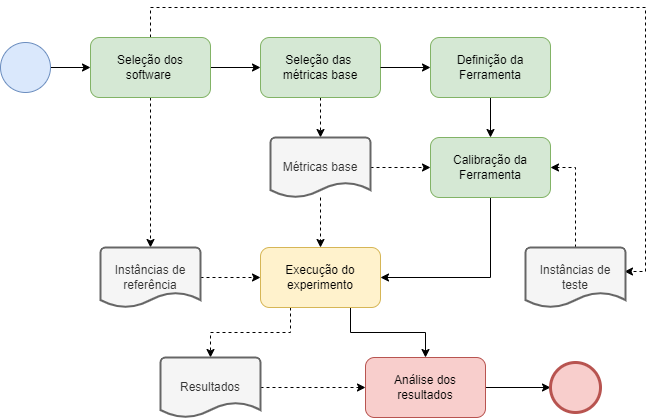 Seleção dos
software
Seleção das
métricas base
Definição da
Ferramenta
Métricas base
Calibração da
Ferramenta
Instâncias de
referência
Execução do
experimento
Instâncias de
teste
Resultados
Análise dos
resultados